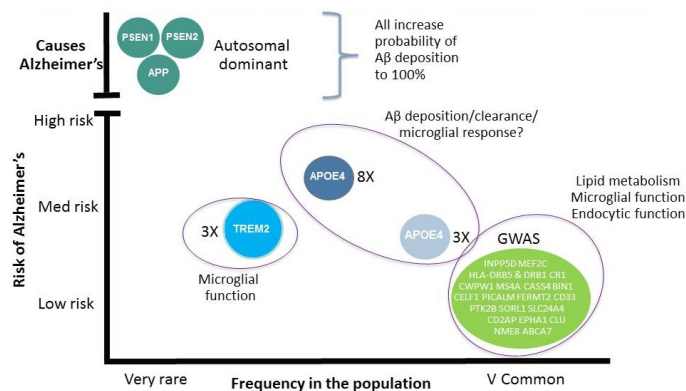 Causes
Alzheimer's
PSEN1
PSEN2
APP
Autosomal
dominant
All increase
probability of
Aβ deposition
to 100%
Risk of Alzheimer's
High risk
Med risk
Low risk
Aβ deposition/clearance/
microglial response?
APOE4
8X
3X
TREM2
Microglial
function
APOE4
3X
Lipid metabolism
Microglial function
Endocytic function
GWAS
INPP5D MEF2C
HLA-DRB5 & DRB1 CR1
CWPW1 MS4A CASS4 BIN1
CELF1 PICALM FERMT2 CD33
PTK2B SORL1 SLC24A4
CD2AP EPHA1 CLU
NME8 ABCA7
Very rare
Frequency in the population
V Common